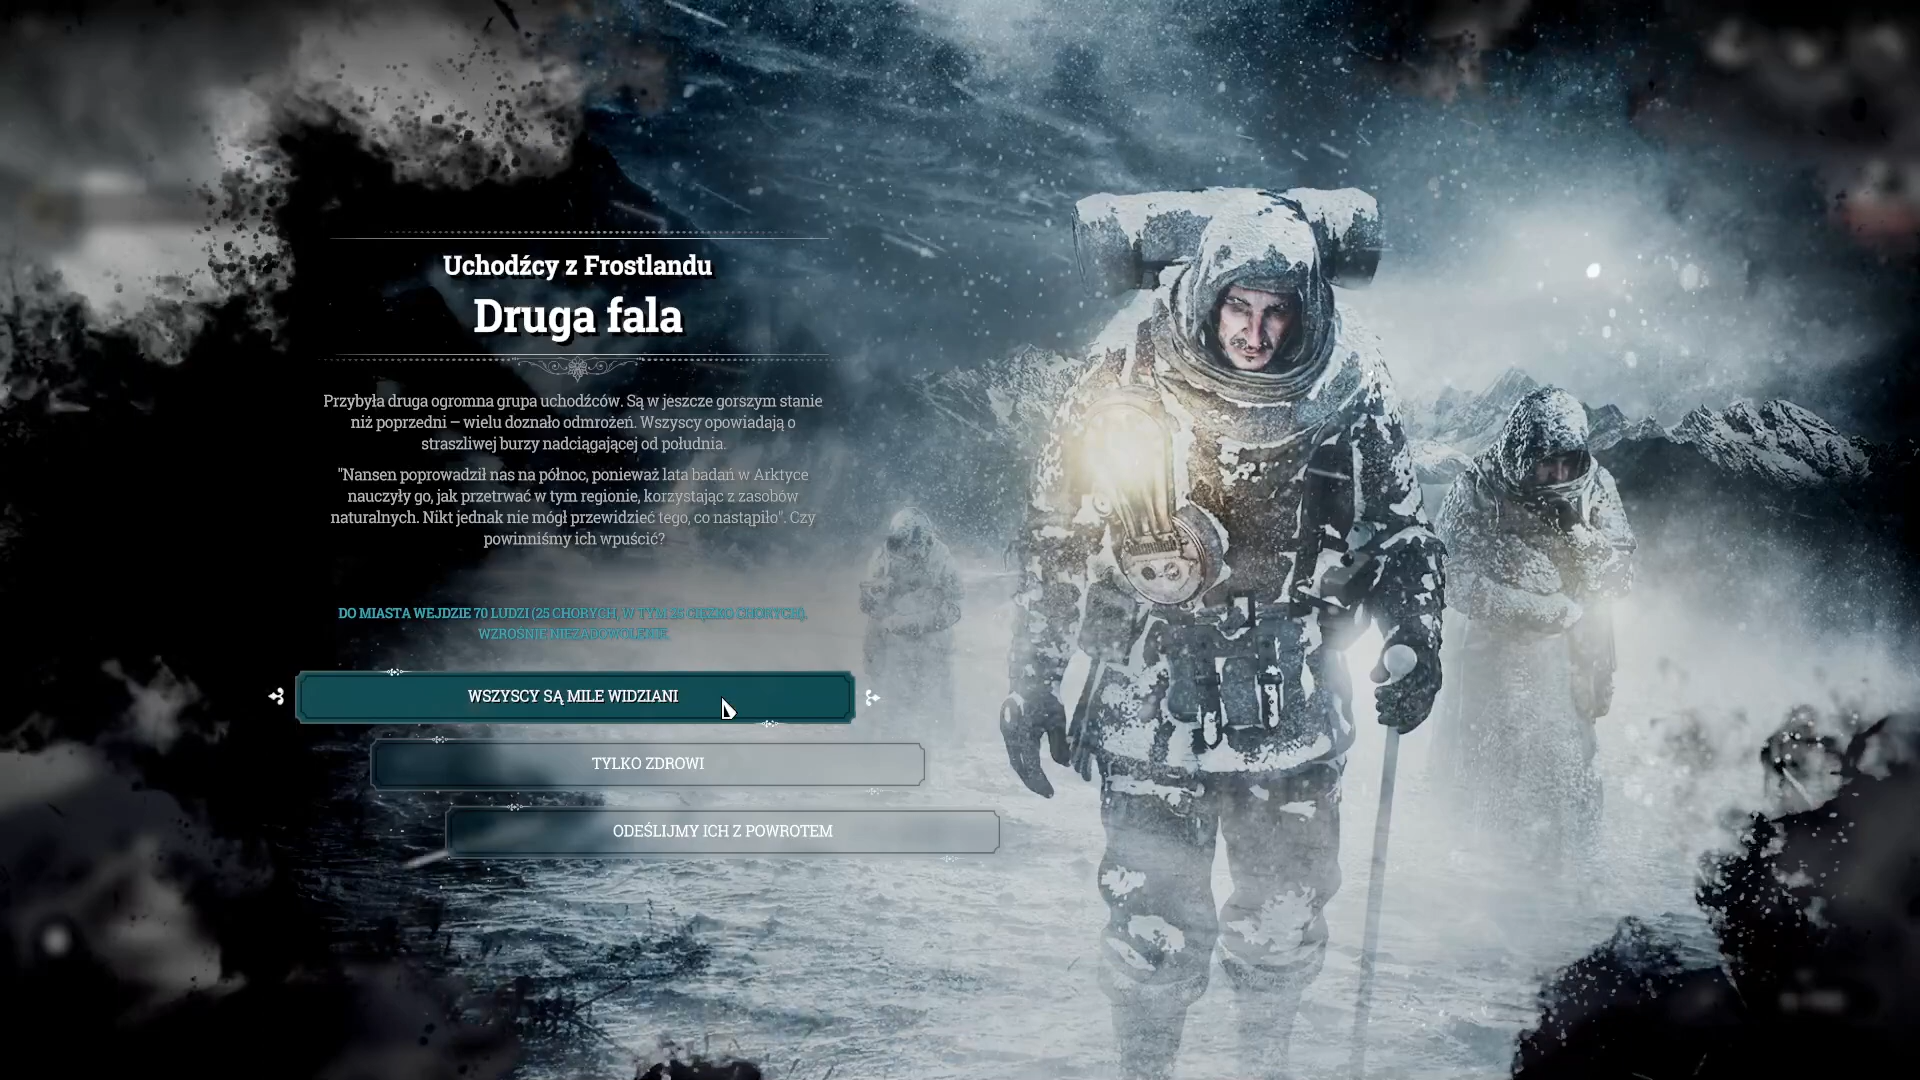 Uchodźcy z Frostlandu
Druga fala
Przybyła druga ogromna grupa uchodźców. Są w jeszcze gorszym stanie
niż poprzedni – wielu doznało odmrożeń. Wszyscy opowiadają o
straszliwej burzy nadciągającej od południa.
"Nansen poprowadził nas na północ, ponieważ lata badań w Arktyce
nauczyły go, jak przetrwać w tym regionie, korzystając z zasobów
naturalnych. Nikt jednak nie mógł przewidzieć tego, co nastąpiło". Czy
powinniśmy ich wpuścić?
DO MIASTA WEJDZIE 70 LUDZI (25 CHORYCH, W TYM CIĘŻKO CHORYCH).
WZROŚNIE NIEZADOWOLENIE.
WSZYSCY SĄ MILE WIDZIANI
TYLKO ZDROWI
ODEŚLIJMY ICH Z POWROTEM